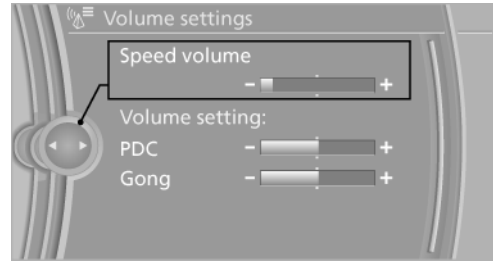 Volume settings
Speed volume
- +
Volume setting:
PDC - +
Gong - +